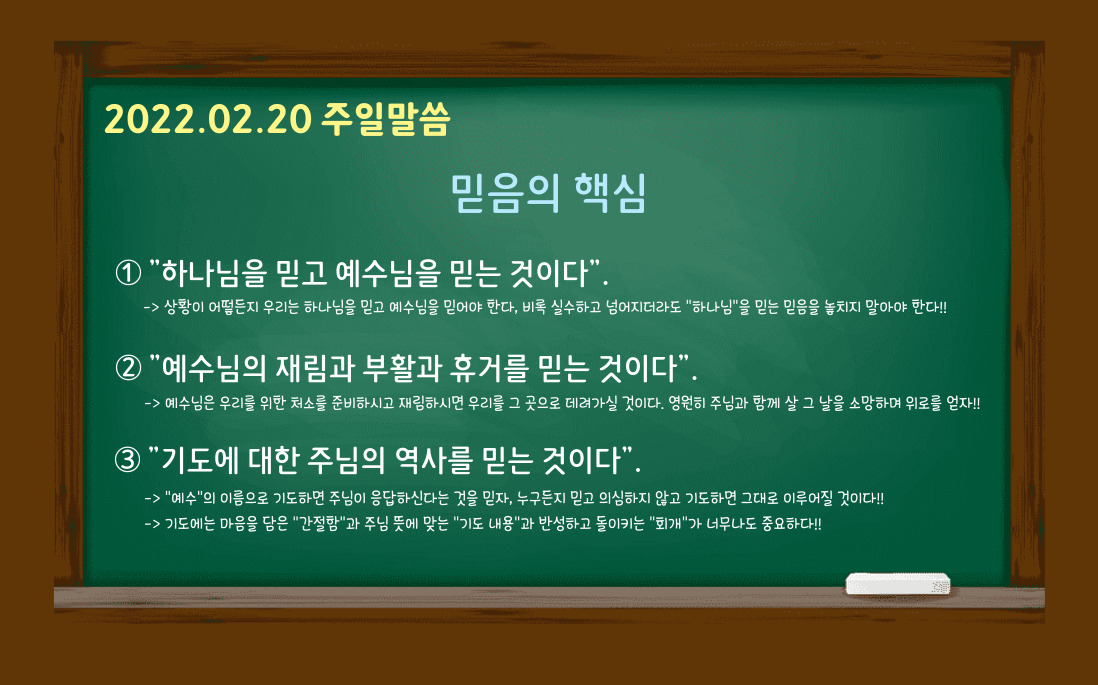 2022.02.20 주일말씀
믿음의 핵심
① "하나님을 믿고 예수님을 믿는 것이다".
-> 상황이 어떻든지 우리는 하나님을 믿고 예수님을 믿어야 한다, 비록 실수하고 넘어지더라도 "하나님"을 믿는 믿음을 놓치지 말아야 한다!!
② "예수님의 재림과 부활과 휴거를 믿는 것이다".
-> 예수님은 우리를 위한 처소를 준비하시고 재림하시면 우리를 그 곳으로 데려가실 것이다. 영원히 주님과 함께 살 그 날을 소망하며 위로를 얻자!!
③ "기도에 대한 주님의 역사를 믿는 것이다".
-> "예수"의 이름으로 기도하면 주님이 응답하신다는 것을 믿자, 누구든지 믿고 의심하지 않고 기도하면 그대로 이루어질 것이다!!
-> 기도에는 마음을 담은 "간절함"과 주님 뜻에 맞는 "기도 내용"과 반성하고 돌이키는 "회개"가 너무나도 중요하다!!